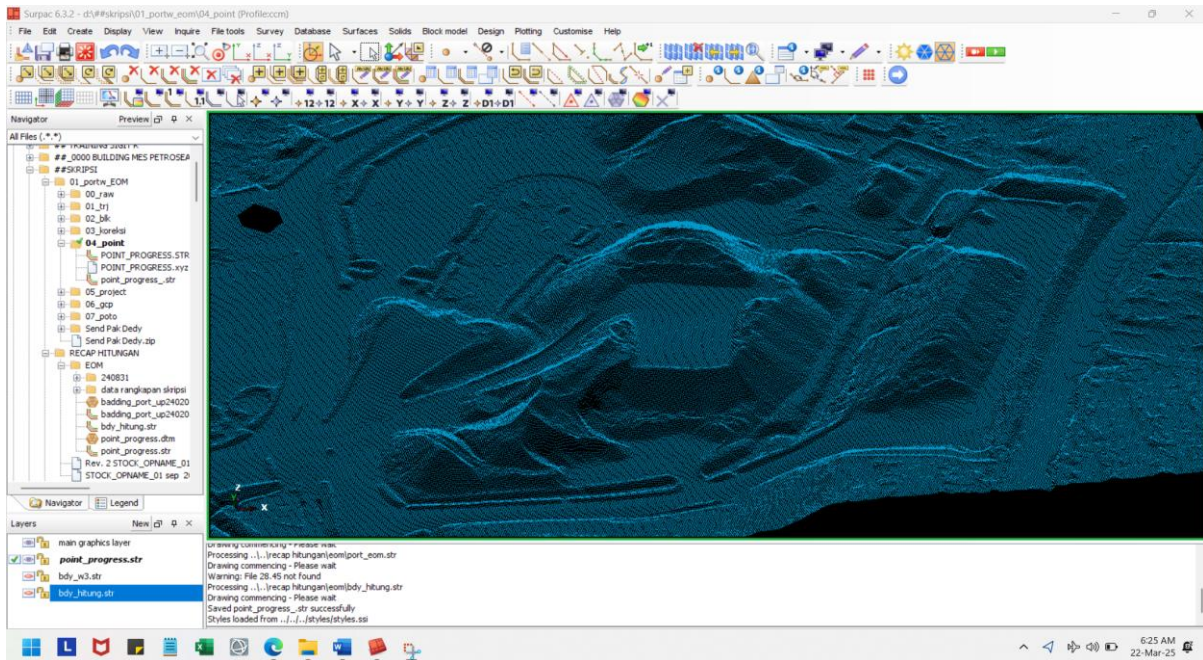 Surpac 6.3.2 - d:\##skripsi\01_portw_eom\04_point (Profile:ccm)
File Edit Create Display View Inquire File tools Survey Database Surfaces Solids Block model Design Plotting Customise Help
Navigator Preview
All Files (.*.*)
##_0000 BUILDING MES PETROSEA
##SKRIPSI
01_portw_EOM
00_raw
01_trj
02_blk
03_koreksi
04_point
POINT_PROGRESS.STR
POINT_PROGRESS.xyz
point_progress_.str
05_project
06_gcp
07_poto
Send Pak Dedy
Send Pak Dedy.zip
RECAP HITUNGAN
EOM
240831
data rangkapan skripsi
badding_port_up24020
badding_port_up24020
bdy_hitung.str
point_progress.dtm
point_progress.str
Rev. 2 STOCK_OPNAME_01
STOCK_OPNAME_01 sep 2
Navigator Legend
Z
Y
X
Layers New
main graphics layer
point_progress.str
bdy_w3.str
bdy_hitung.str
Drawing commencing - Please wait
Processing ..\..\recap hitungan\eom\port_eom.str
Drawing commencing - Please wait
Warning: File 28.45 not found
Processing ..\..\recap hitungan\eom\bdy_hitung.str
Drawing commencing - Please wait
Saved point_progress_.str successfully
Styles loaded from ../../../styles/styles.ssi
6:25 AM
22-Mar-25